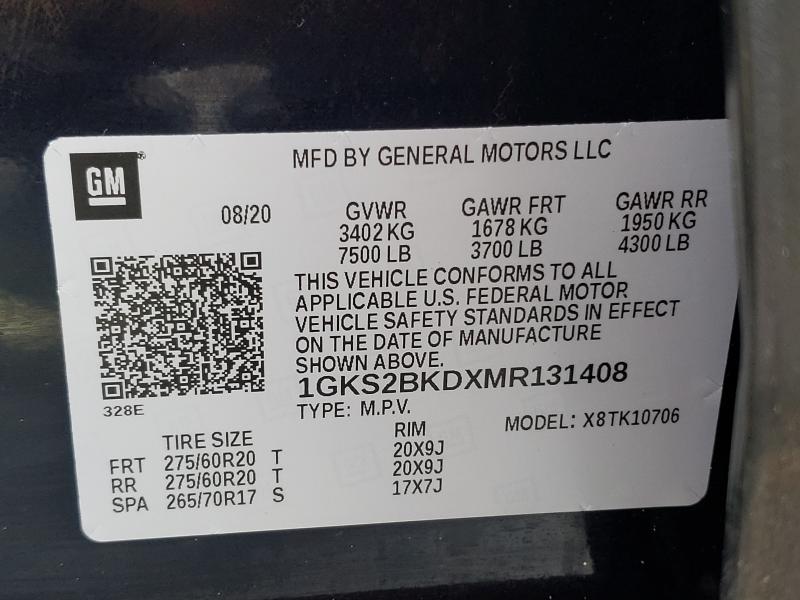 GM
MFD BY GENERAL MOTORS LLC
08/20
GVWR GAWR FRT GAWR RR
3402 KG 1678 KG 1950 KG
7500 LB 3700 LB 4300 LB
THIS VEHICLE CONFORMS TO ALL
APPLICABLE U.S. FEDERAL MOTOR
VEHICLE SAFETY STANDARDS IN EFFECT
ON THE DATE OF MANUFACTURE
SHOWN ABOVE.
1GKS2BKDXMR131408
328E
TYPE: M.P.V.
MODEL: X8TK10706
TIRE SIZE RIM
FRT 275/60R20 T 20X9J
RR 275/60R20 T 20X9J
SPA 265/70R17 S 17X7J